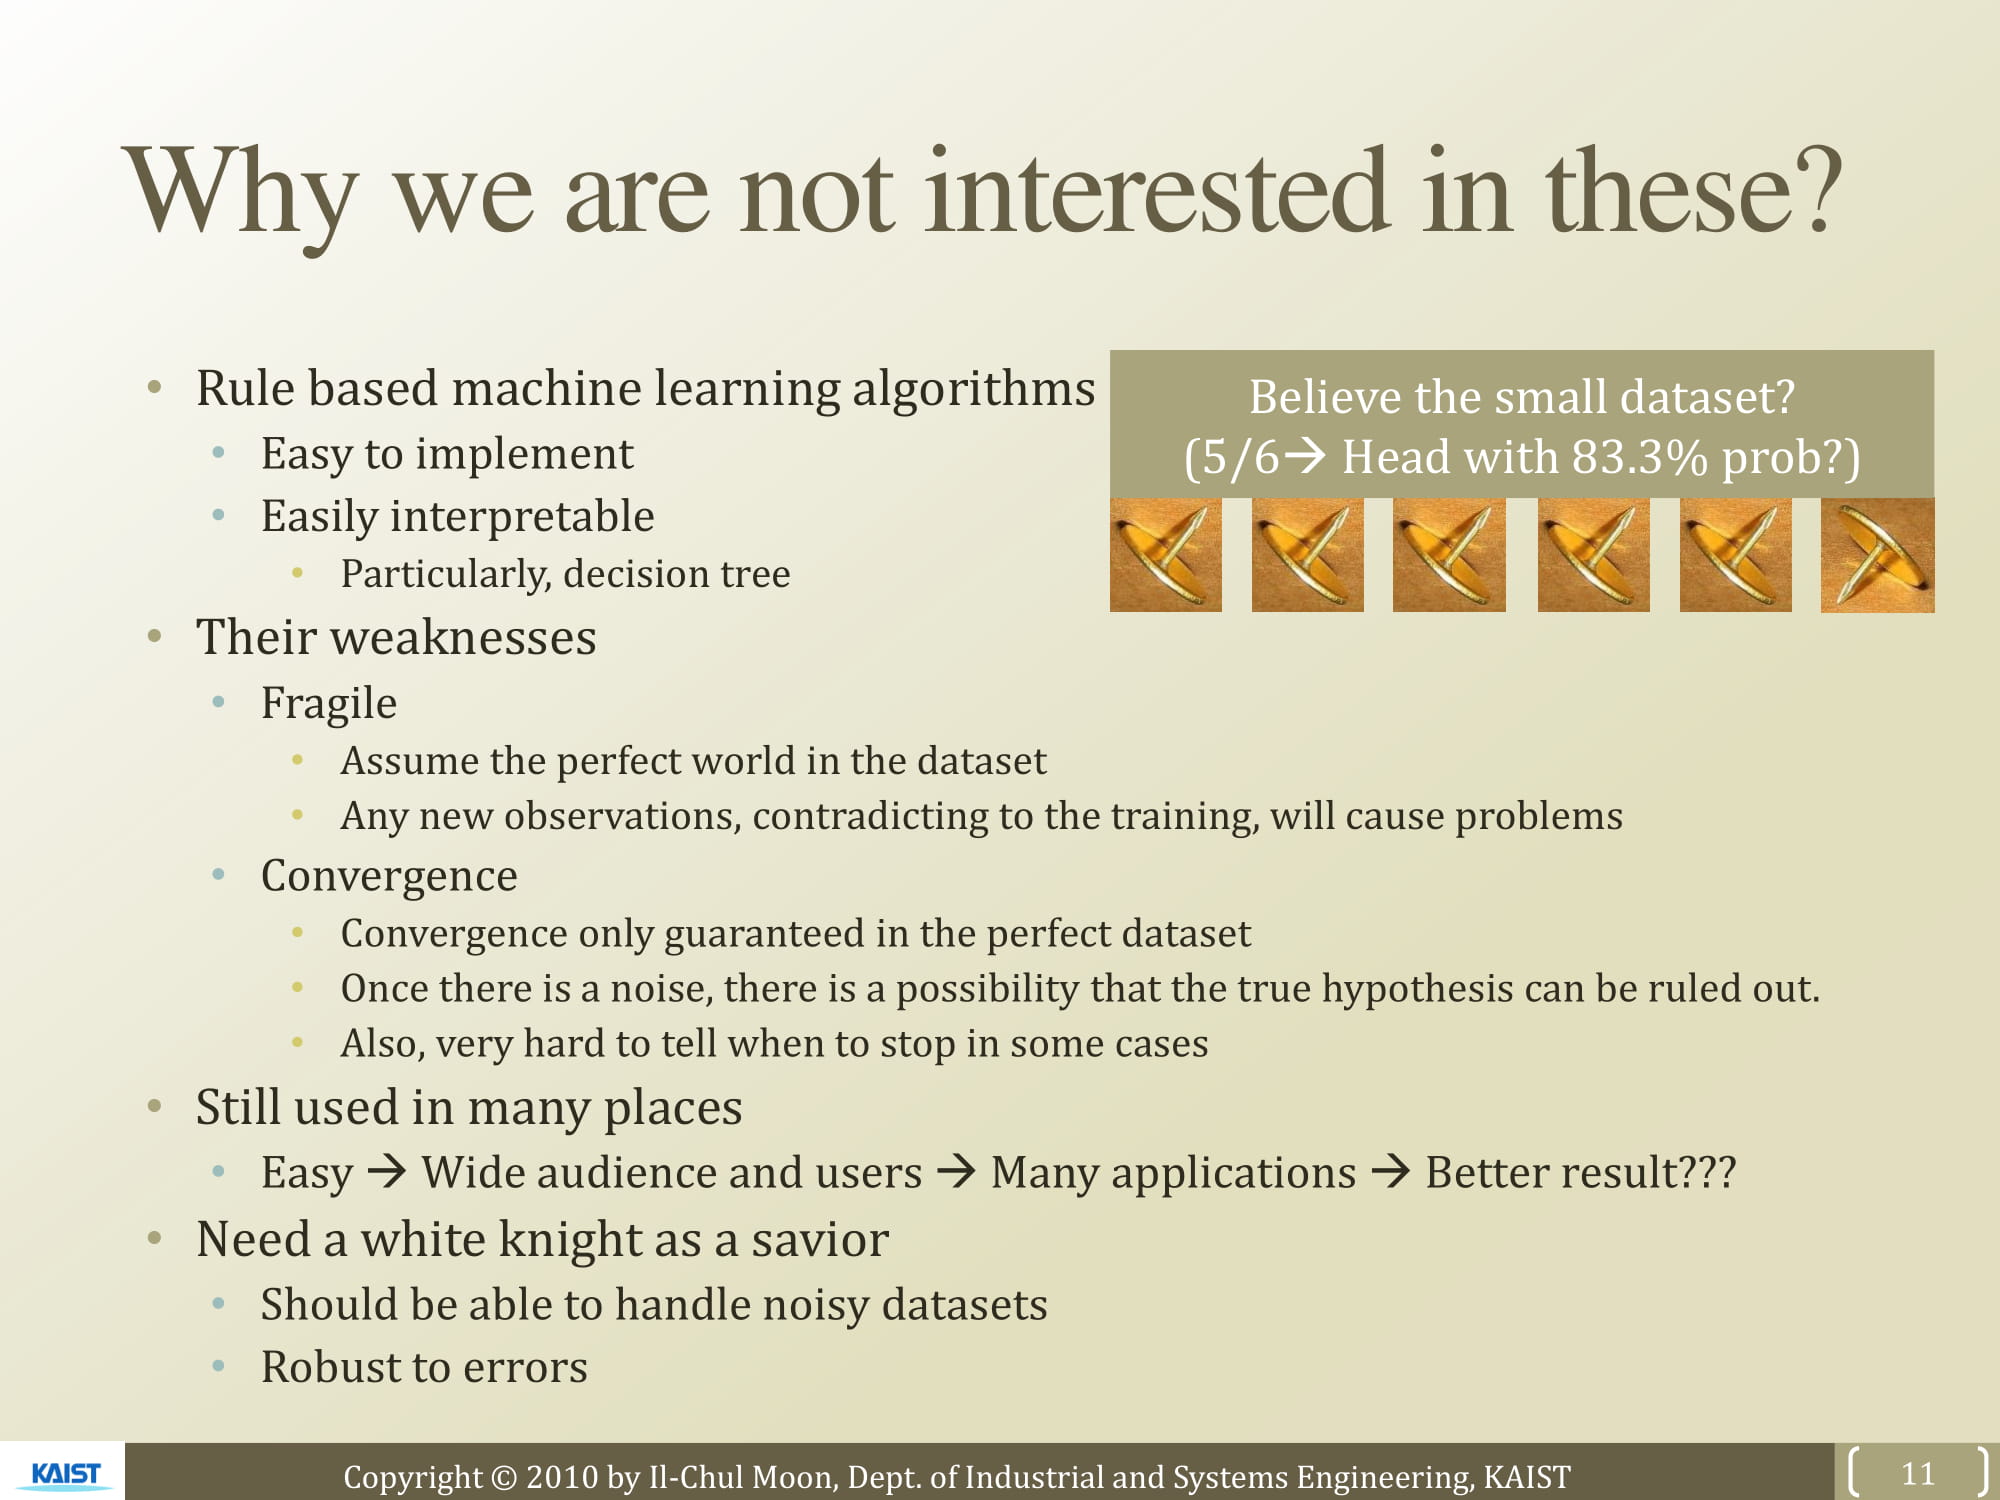 Why we are not interested in these?
• Rule based machine learning algorithms
• Easy to implement
• Easily interpretable
• Particularly, decision tree
• Their weaknesses
• Fragile
• Assume the perfect world in the dataset
• Any new observations, contradicting to the training, will cause problems
• Convergence
• Convergence only guaranteed in the perfect dataset
• Once there is a noise, there is a possibility that the true hypothesis can be ruled out.
• Also, very hard to tell when to stop in some cases
• Still used in many places
• Easy → Wide audience and users → Many applications → Better result???
• Need a white knight as a savior
• Should be able to handle noisy datasets
• Robust to errors
Believe the small dataset?
(5/6→ Head with 83.3% prob?)
KAIST
Copyright © 2010 by Il-Chul Moon, Dept. of Industrial and Systems Engineering, KAIST
11